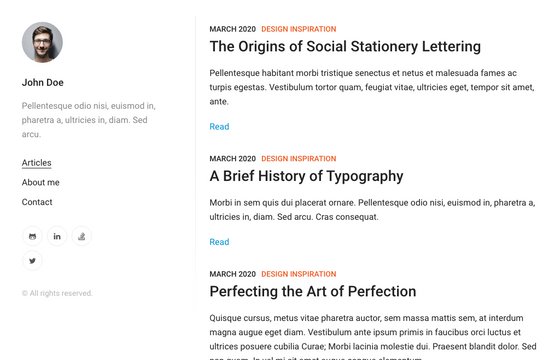 John Doe
Pellentesque odio nisi, euismod in,
pharetra a, ultricies in, diam. Sed
arcu.
Articles
About me
Contact
© All rights reserved.
MARCH 2020 DESIGN INSPIRATION
The Origins of Social Stationery Lettering
Pellentesque habitant morbi tristique senectus et netus et malesuada fames ac
turpis egestas. Vestibulum tortor quam, feugiat vitae, ultricies eget, tempor sit amet,
ante.
Read
MARCH 2020 DESIGN INSPIRATION
A Brief History of Typography
Morbi in sem quis dui placerat ornare. Pellentesque odio nisi, euismod in, pharetra a,
ultricies in, diam. Sed arcu. Cras consequat.
Read
MARCH 2020 DESIGN INSPIRATION
Perfecting the Art of Perfection
Quisque cursus, metus vitae pharetra auctor, sem massa mattis sem, at interdum
magna augue eget diam. Vestibulum ante ipsum primis in faucibus orci luctus et
ultrices posuere cubilia Curae; Morbi lacinia molestie dui. Praesent blandit dolor. Sed